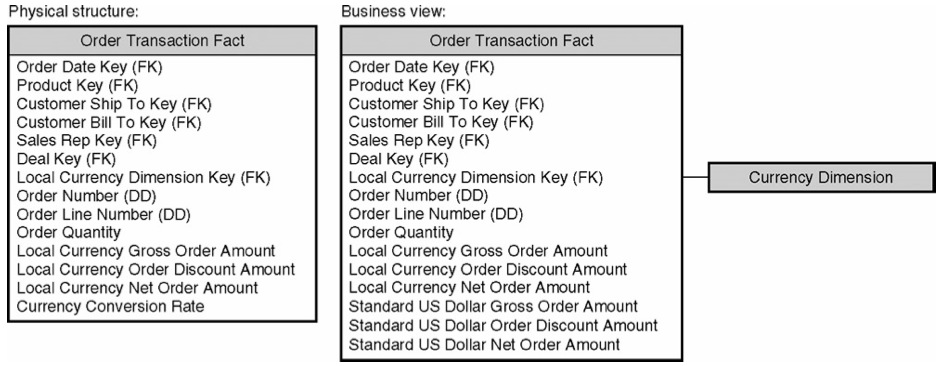 Physical structure:
Order Transaction Fact
Order Date Key (FK)
Product Key (FK)
Customer Ship To Key (FK)
Customer Bill To Key (FK)
Sales Rep Key (FK)
Deal Key (FK)
Local Currency Dimension Key (FK)
Order Number (DD)
Order Line Number (DD)
Order Quantity
Local Currency Gross Order Amount
Local Currency Order Discount Amount
Local Currency Net Order Amount
Currency Conversion Rate
Business view:
Order Transaction Fact
Order Date Key (FK)
Product Key (FK)
Customer Ship To Key (FK)
Customer Bill To Key (FK)
Sales Rep Key (FK)
Deal Key (FK)
Local Currency Dimension Key (FK)
Order Number (DD)
Order Line Number (DD)
Order Quantity
Local Currency Gross Order Amount
Local Currency Order Discount Amount
Local Currency Net Order Amount
Standard US Dollar Gross Order Amount
Standard US Dollar Order Discount Amount
Standard US Dollar Net Order Amount
Currency Dimension